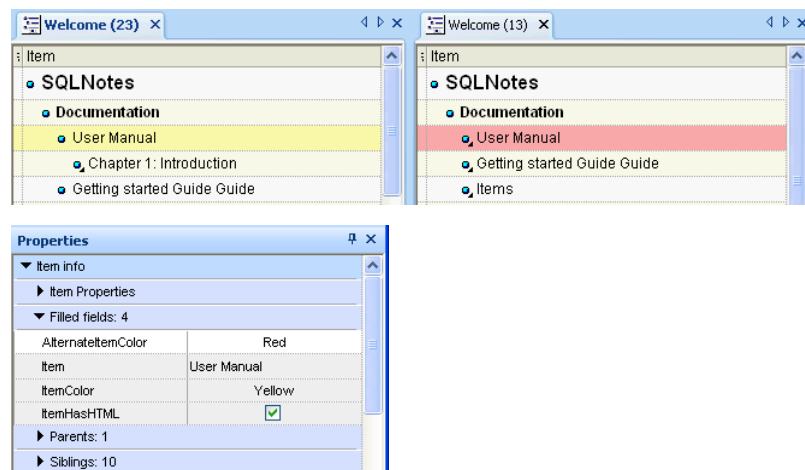 Welcome (23)
Item
SQLNotes
Documentation
User Manual
Chapter 1: Introduction
Getting started Guide Guide
Welcome (13)
Item
SQLNotes
Documentation
User Manual
Getting started Guide Guide
Items
Properties
Item info
Item Properties
Filled fields: 4
AlternateItemColor Red
Item User Manual
ItemColor Yellow
ItemHasHTML
Parents: 1
Siblings: 10